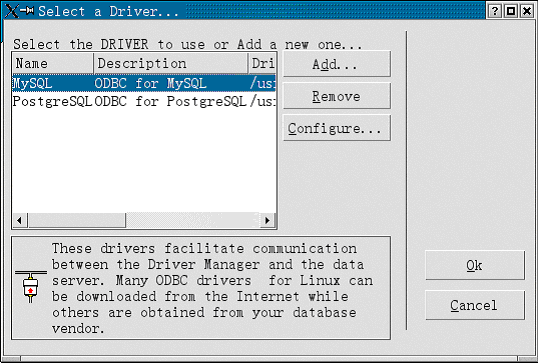 Select a Driver...
Select the DRIVER to use or Add a new one...
Name Description Dri
MySQL ODBC for MySQL /us
PostgreSQL ODBC for PostgreSQL /us
Add...
Remove
Configure...
These drivers facilitate communication
between the Driver Manager and the data
server. Many ODBC drivers for Linux can
be downloaded from the Internet while
others are obtained from your database
vendor.
Ok
Cancel